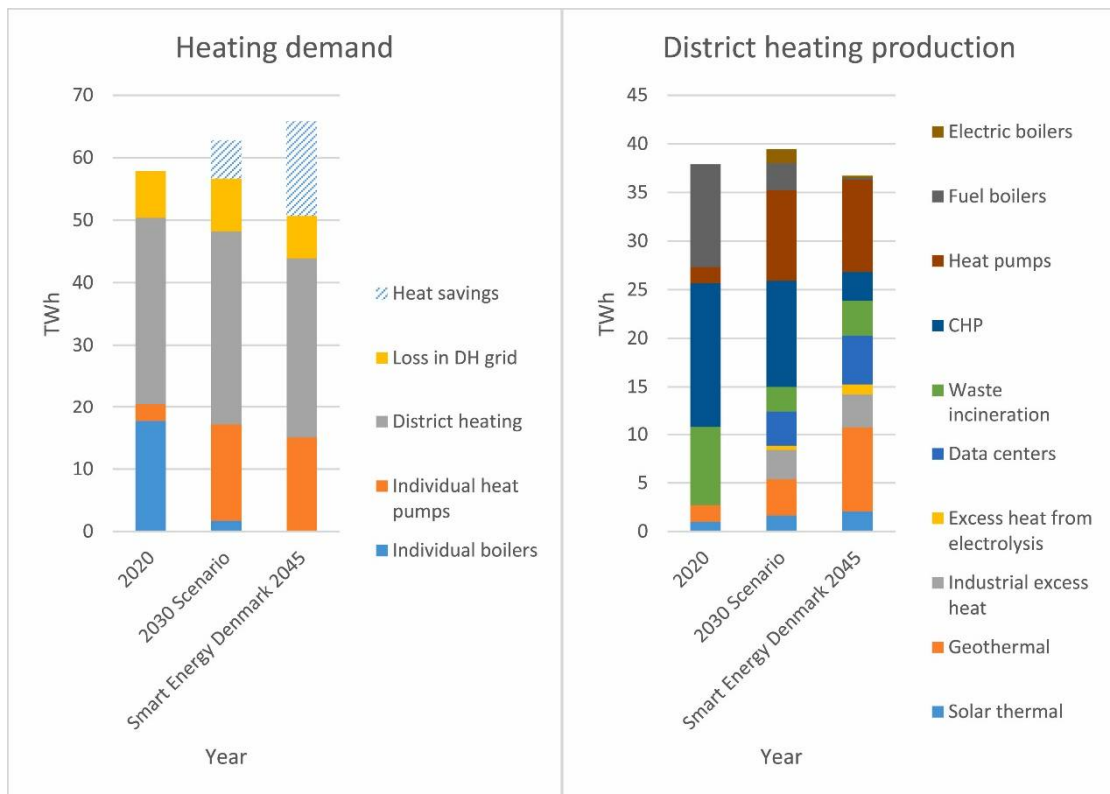 Heating demand
70
60
50
40
30
20
10
0
TWh
2020
2030 Scenario
Smart Energy Denmark 2045
Year
Heat savings
Loss in DH grid
District heating
Individual heat
pumps
Individual boilers
District heating production
45
40
35
30
25
20
15
10
5
0
TWh
2020
2030 Scenario
Smart Energy Denmark 2045
Year
Electric boilers
Fuel boilers
Heat pumps
CHP
Waste
incineration
Data centers
Excess heat from
electrolysis
Industrial excess
heat
Geothermal
Solar thermal